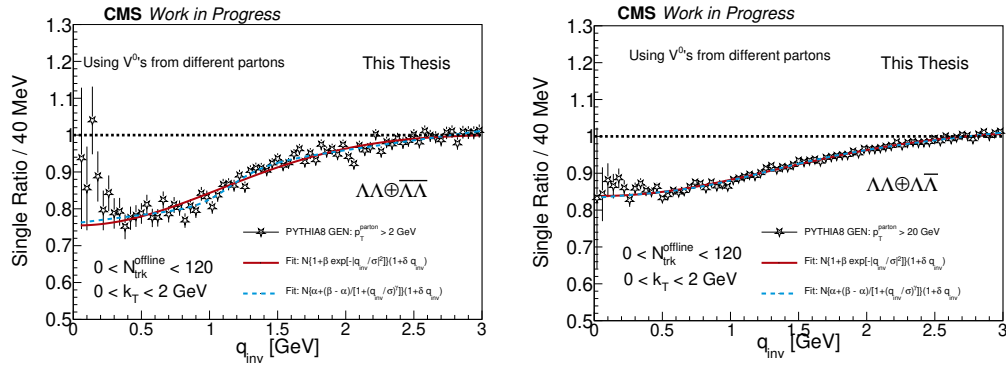 CMS Work in Progress
Single Ratio / 40 MeV
1.3
1.2
1.1
1
0.9
0.8
0.7
0.6
0.5
Using V⁰'s from different partons
This Thesis
ΛΛ⊕Λ̅Λ̅
PYTHIA8 GEN: p_T^parton > 2 GeV
0 < N_trk^offline < 120
Fit: N{1+β exp[-|q_inv/σ|²]}(1+δ q_inv)
0 < k_T < 2 GeV
Fit: N{α+(β - α)/[1+(q_inv/σ)^γ]}(1+δ q_inv)
0 0.5 1 1.5 2 2.5 3
q_inv [GeV]
CMS Work in Progress
Single Ratio / 40 MeV
1.3
1.2
1.1
1
0.9
0.8
0.7
0.6
0.5
Using V⁰'s from different partons
This Thesis
ΛΛ⊕Λ̅Λ̅
PYTHIA8 GEN: p_T^parton > 20 GeV
0 < N_trk^offline < 120
Fit: N{1+β exp[-|q_inv/σ|²]}(1+δ q_inv)
0 < k_T < 2 GeV
Fit: N{α+(β - α)/[1+(q_inv/σ)^γ]}(1+δ q_inv)
0 0.5 1 1.5 2 2.5 3
q_inv [GeV]